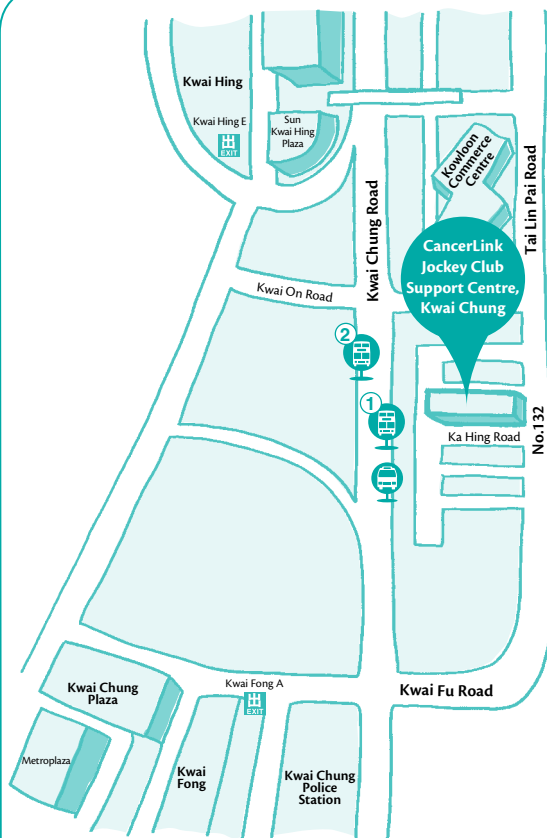 Kwai Hing
Kwai Hing E
EXIT
Sun
Kwai Hing
Plaza
Kowloon
Commerce
Centre
Tai Lin Pai Road
Kwai Chung Road
CancerLink
Jockey Club
Support Centre,
Kwai Chung
Kwai On Road
2
1
No.132
Ka Hing Road
Kwai Chung
Plaza
Kwai Fong A
EXIT
Kwai Fu Road
Metroplaza
Kwai
Fong
Kwai Chung
Police
Station